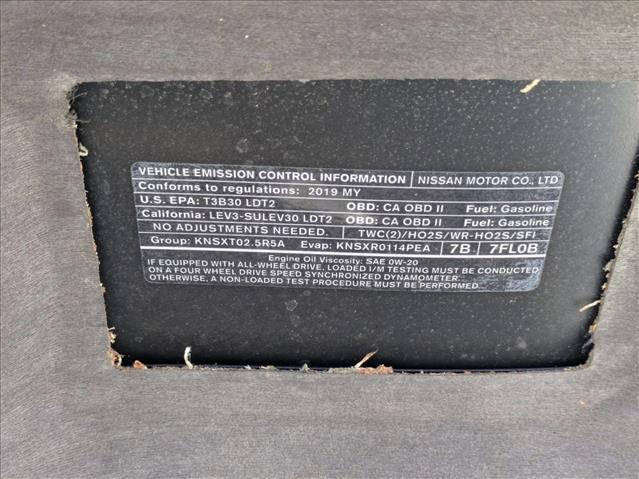 VEHICLE EMISSION CONTROL INFORMATION NISSAN MOTOR CO., LTD
Conforms to regulations: 2019 MY
U.S. EPA: T3B30 LDT2 OBD: CA OBD II Fuel: Gasoline
California: LEV3-SULEV30 LDT2 OBD: CA OBD II Fuel: Gasoline
NO ADJUSTMENTS NEEDED. TWC(2)/HO2S/WR-HO2S/SFI
Group: KNSXT02.5R5A Evap: KNSXR0114PEA 7B 7FL0B
Engine Oil Viscosity: SAE 0W-20
IF EQUIPPED WITH ALL-WHEEL DRIVE, LOADED I/M TESTING MUST BE CONDUCTED
ON A FOUR WHEEL DRIVE SPEED SYNCHRONIZED DYNAMOMETER.
OTHERWISE, A NON-LOADED TEST PROCEDURE MUST BE PERFORMED.